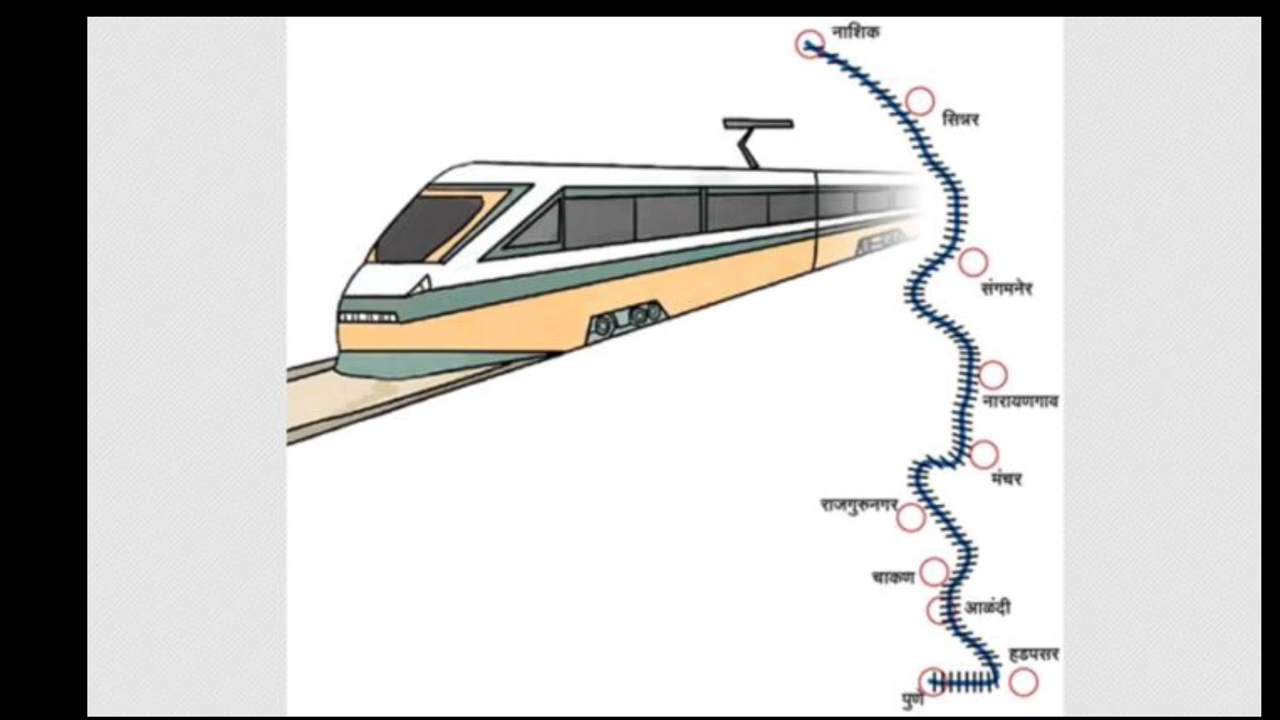 नाशिक
सिन्नर
संगमनेर
नारायणगाव
मंचर
राजगुरुनगर
चाकण
आळंदी
हडपसर
पुणे